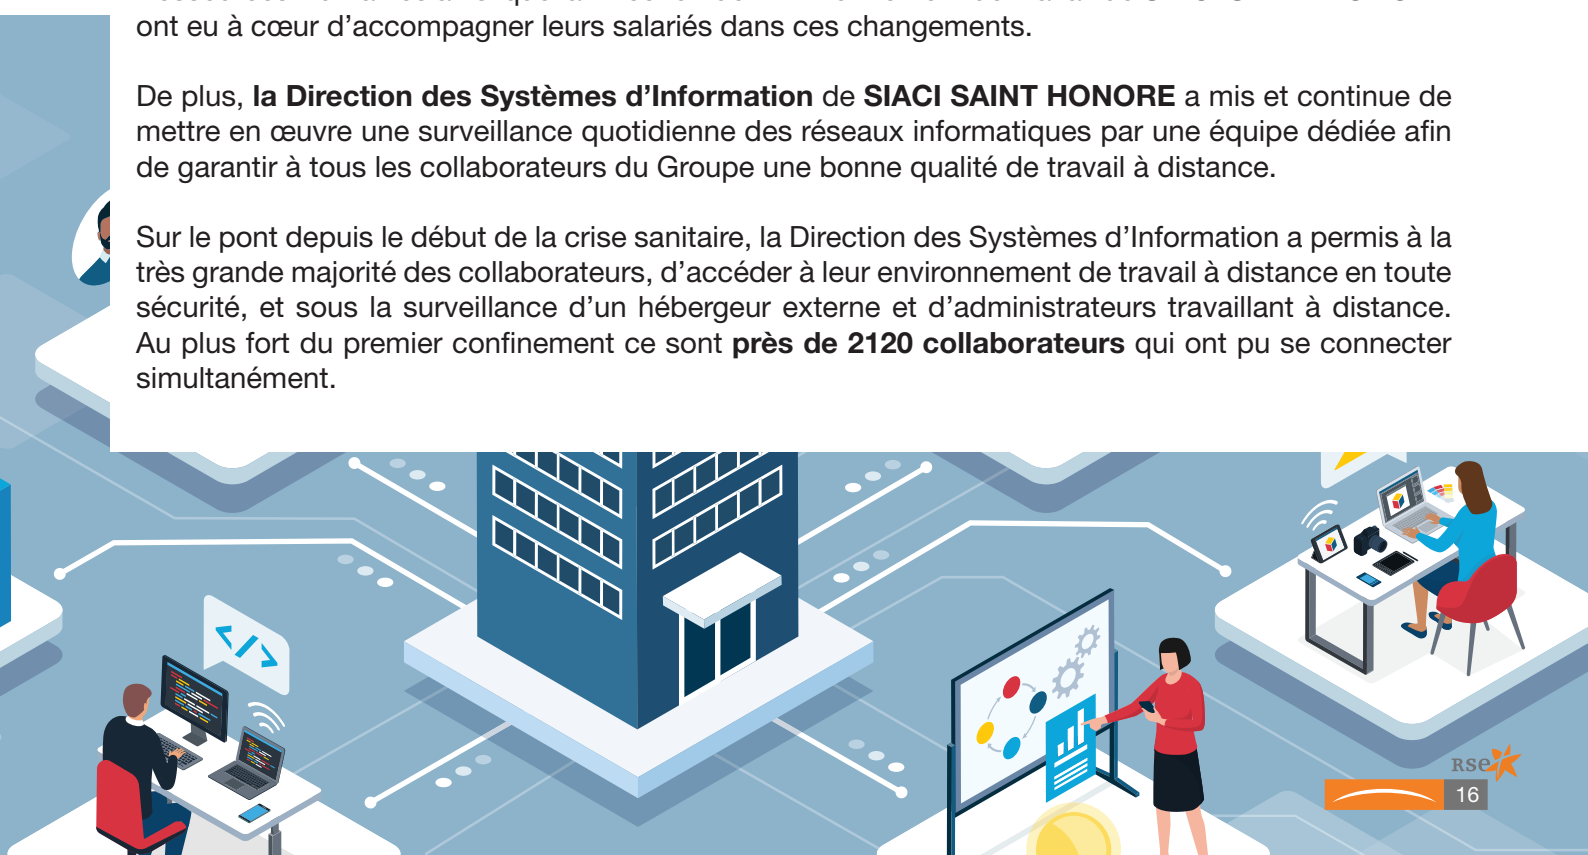 ont eu à cœur d’accompagner leurs salariés dans ces changements.
De plus, la Direction des Systèmes d’Information de SIACI SAINT HONORE a mis et continue de
mettre en œuvre une surveillance quotidienne des réseaux informatiques par une équipe dédiée afin
de garantir à tous les collaborateurs du Groupe une bonne qualité de travail à distance.
Sur le pont depuis le début de la crise sanitaire, la Direction des Systèmes d’Information a permis à la
très grande majorité des collaborateurs, d’accéder à leur environnement de travail à distance en toute
sécurité, et sous la surveillance d’un hébergeur externe et d’administrateurs travaillant à distance.
Au plus fort du premier confinement ce sont près de 2120 collaborateurs qui ont pu se connecter
simultanément.
</>
RSE
16